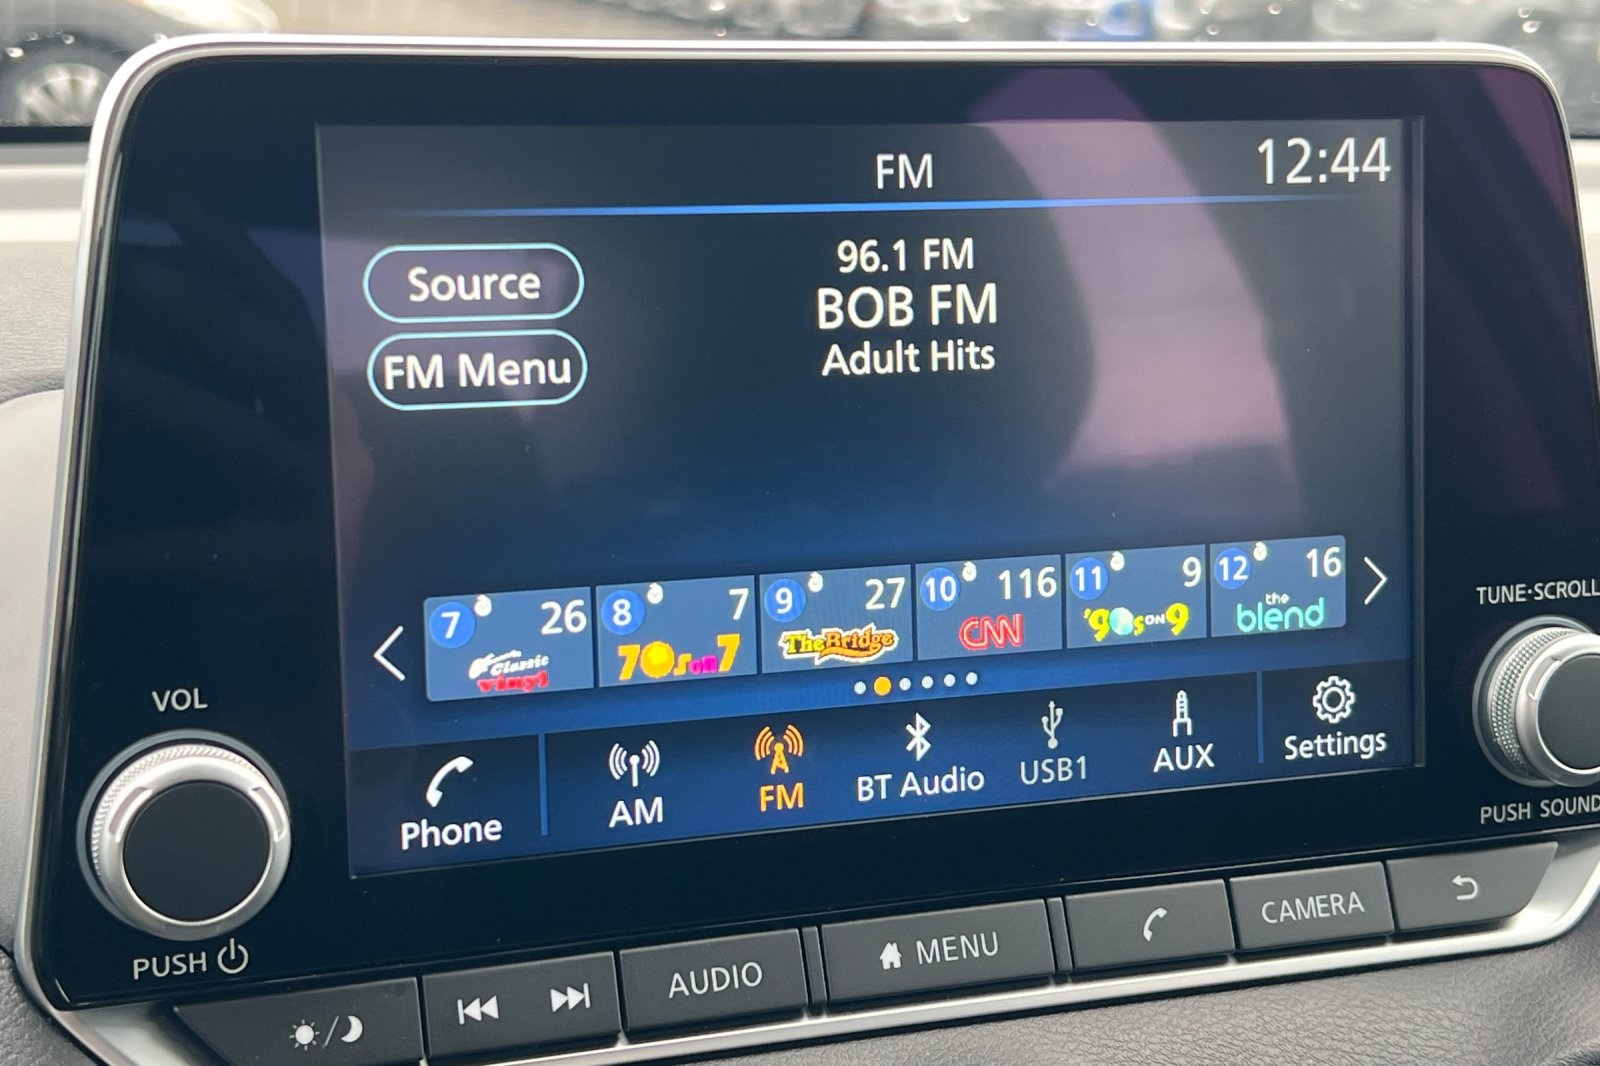 FM
12:44
Source
FM Menu
96.1 FM
BOB FM
Adult Hits
7 26
Classic
vinyl
8 7
70s on 7
9 27
The Bridge
10 116
CNN
11 9
'90s ON 9
12 16
the
blend
Phone
AM
FM
BT Audio
USB1
AUX
Settings
VOL
PUSH
TUNE·SCROLL
PUSH SOUND
AUDIO
MENU
CAMERA